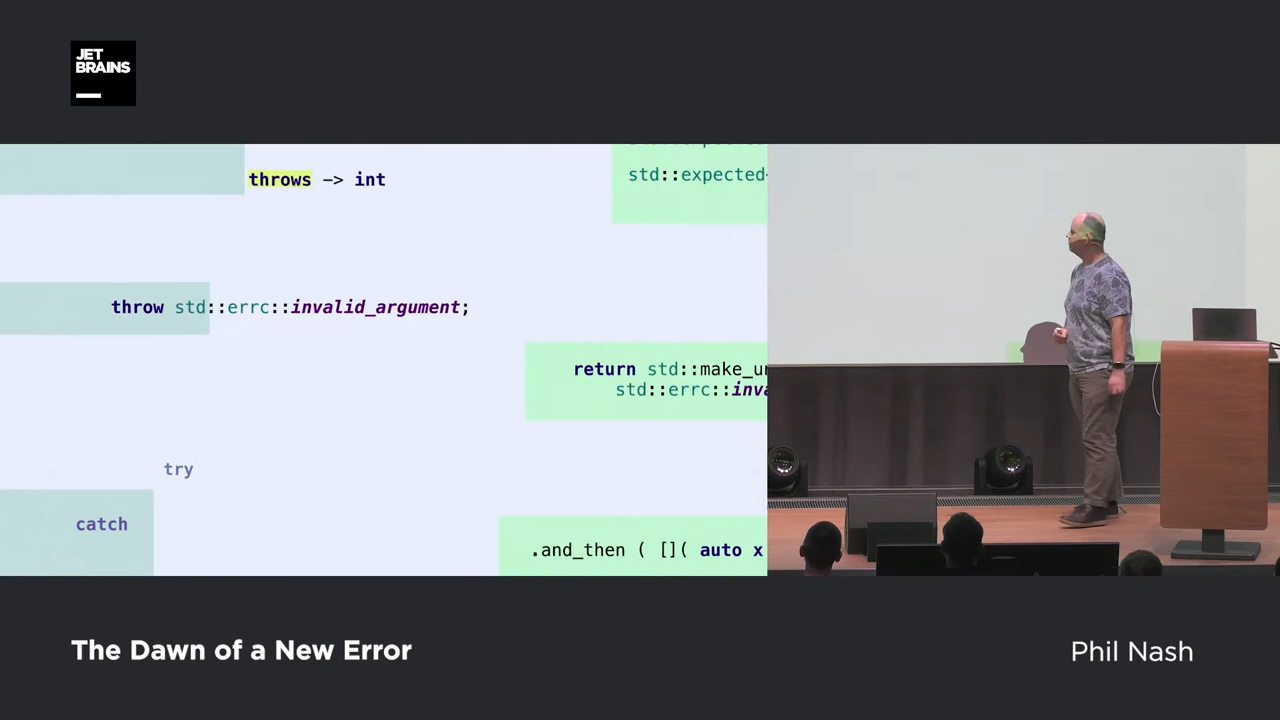 JET
BRAINS
throws -> int
std::expected
throw std::errc::invalid_argument;
return std::make_un
std::errc::inva
try
catch
.and_then ( []( auto x
The Dawn of a New Error
Phil Nash